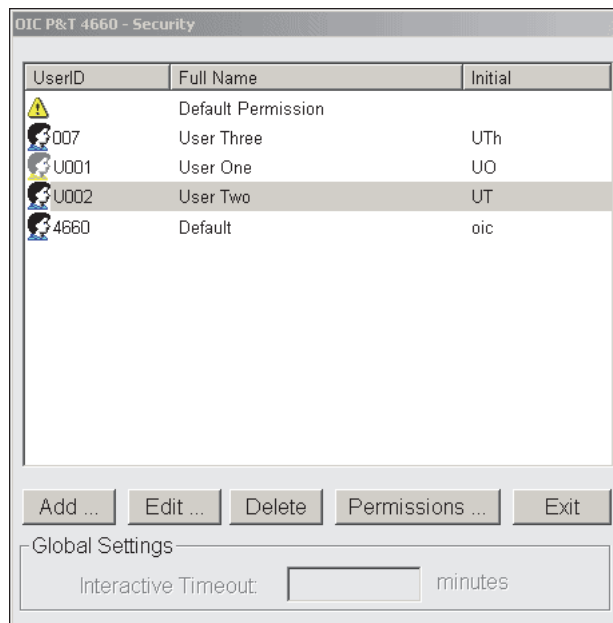 OIC P&T 4660 - Security
UserID Full Name Initial
Default Permission
007 User Three UTh
U001 User One UO
U002 User Two UT
4660 Default oic
Add ... Edit ... Delete Permissions ... Exit
Global Settings
Interactive Timeout: minutes